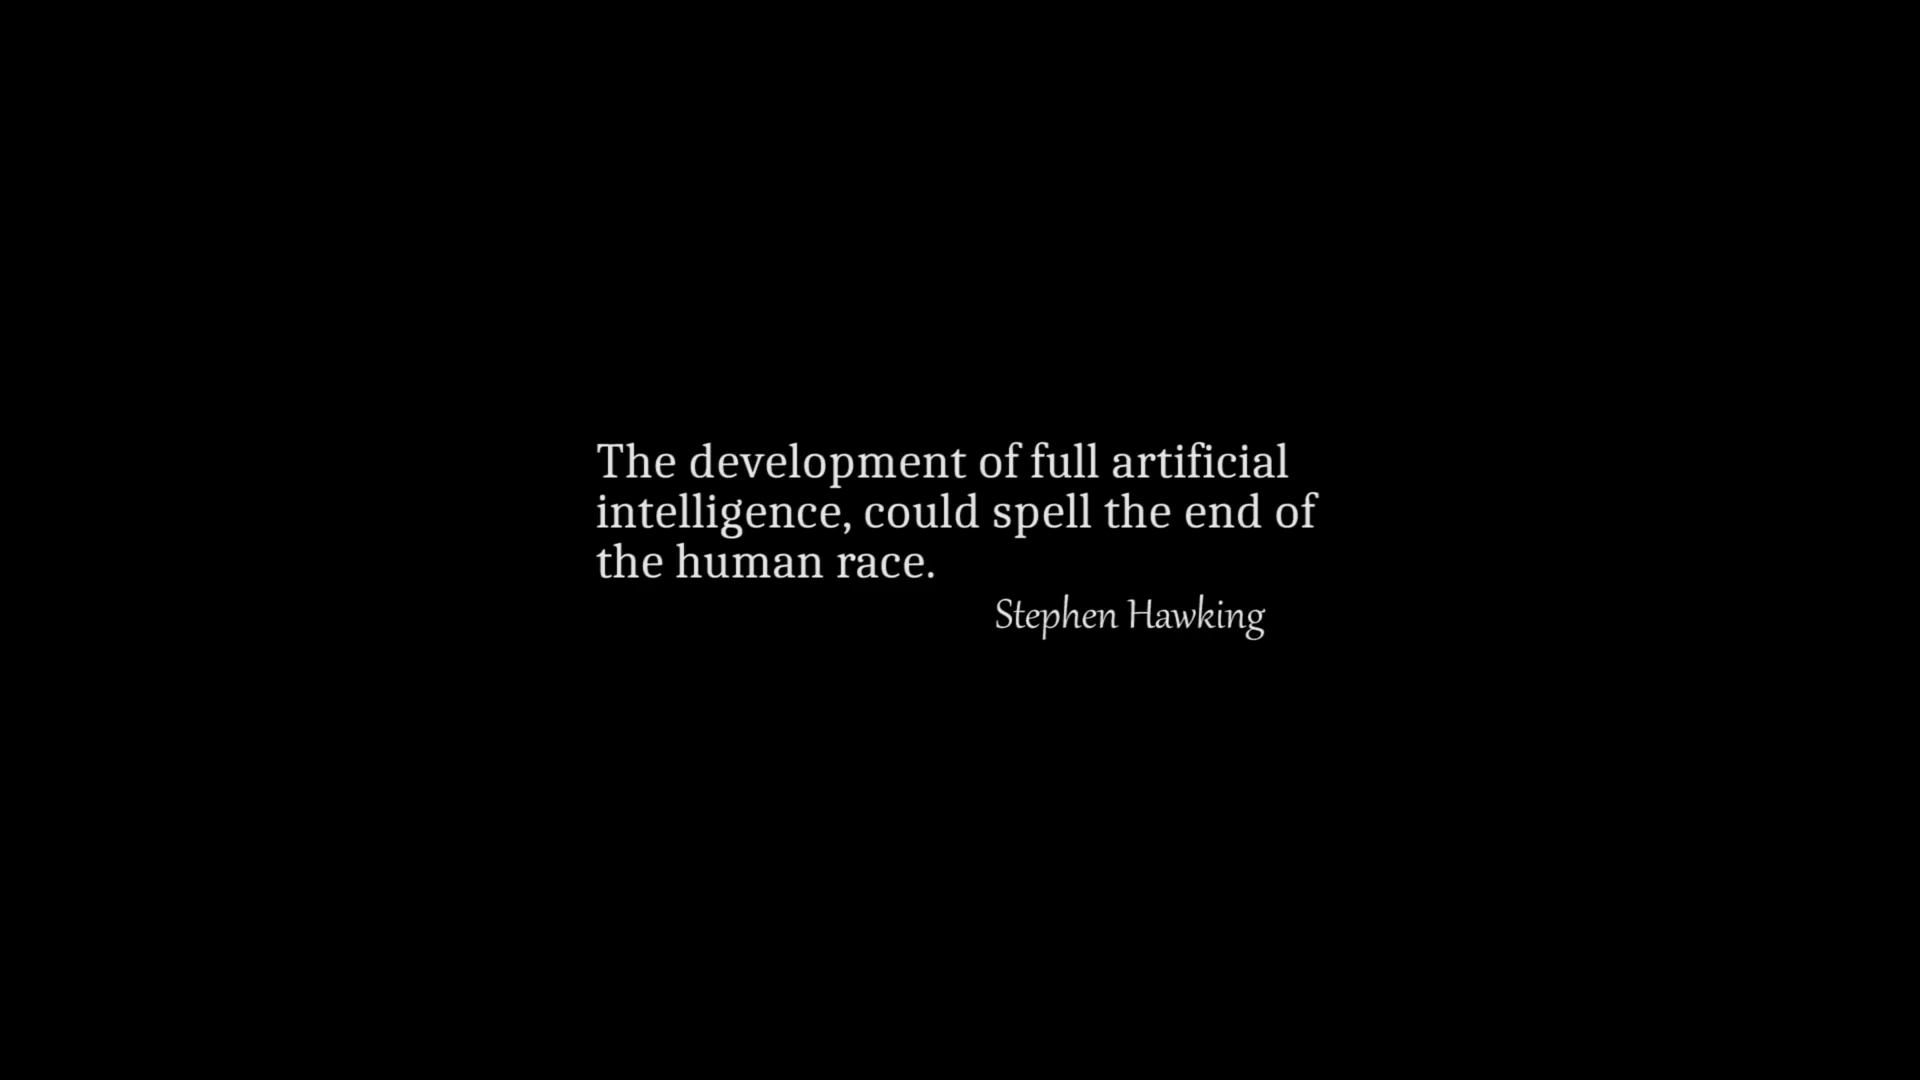 The development of full artificial
intelligence, could spell the end of
the human race.
Stephen Hawking